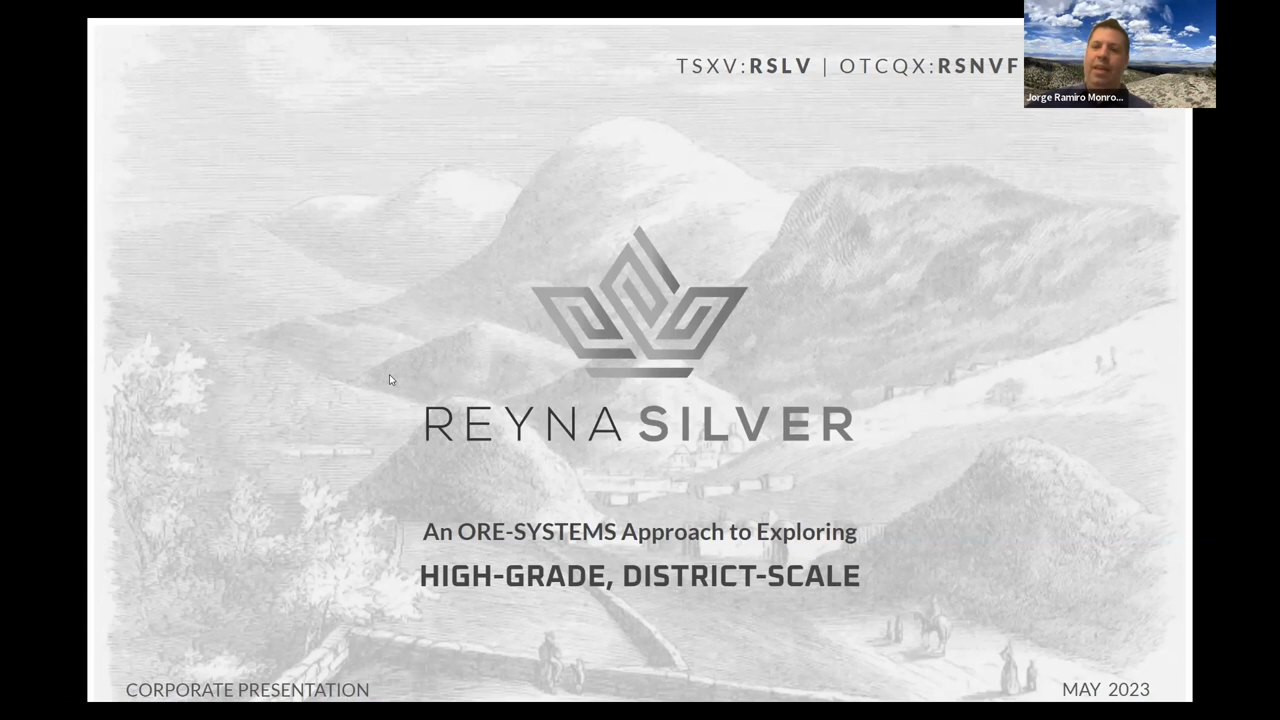 TSXV:RSLV | OTCQX:RSNVF
Jorge Ramiro Monro...
REYNA SILVER
An ORE-SYSTEMS Approach to Exploring
HIGH-GRADE, DISTRICT-SCALE
CORPORATE PRESENTATION
MAY 2023